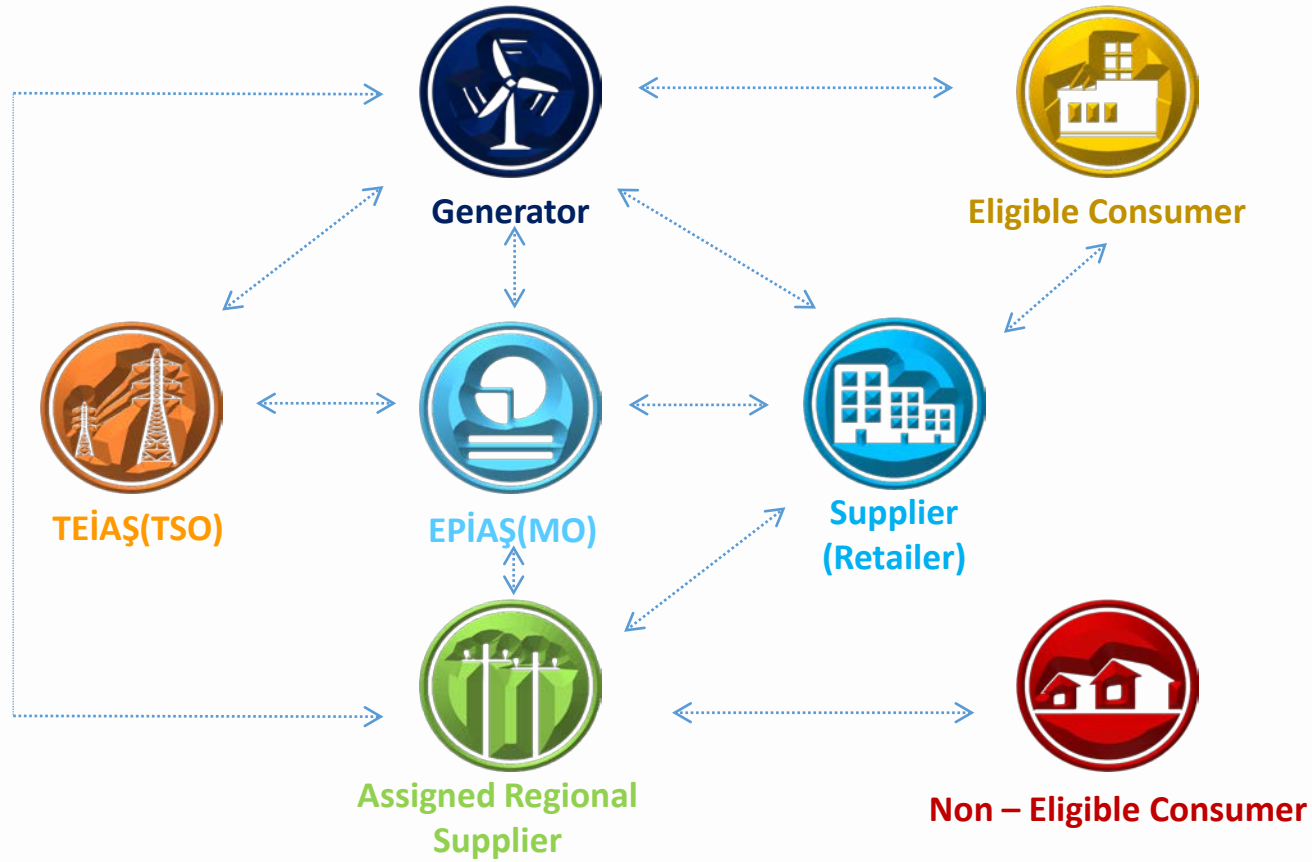 Generator
Eligible Consumer
TEİAŞ(TSO)
EPİAŞ(MO)
Supplier
(Retailer)
Assigned Regional
Supplier
Non – Eligible Consumer